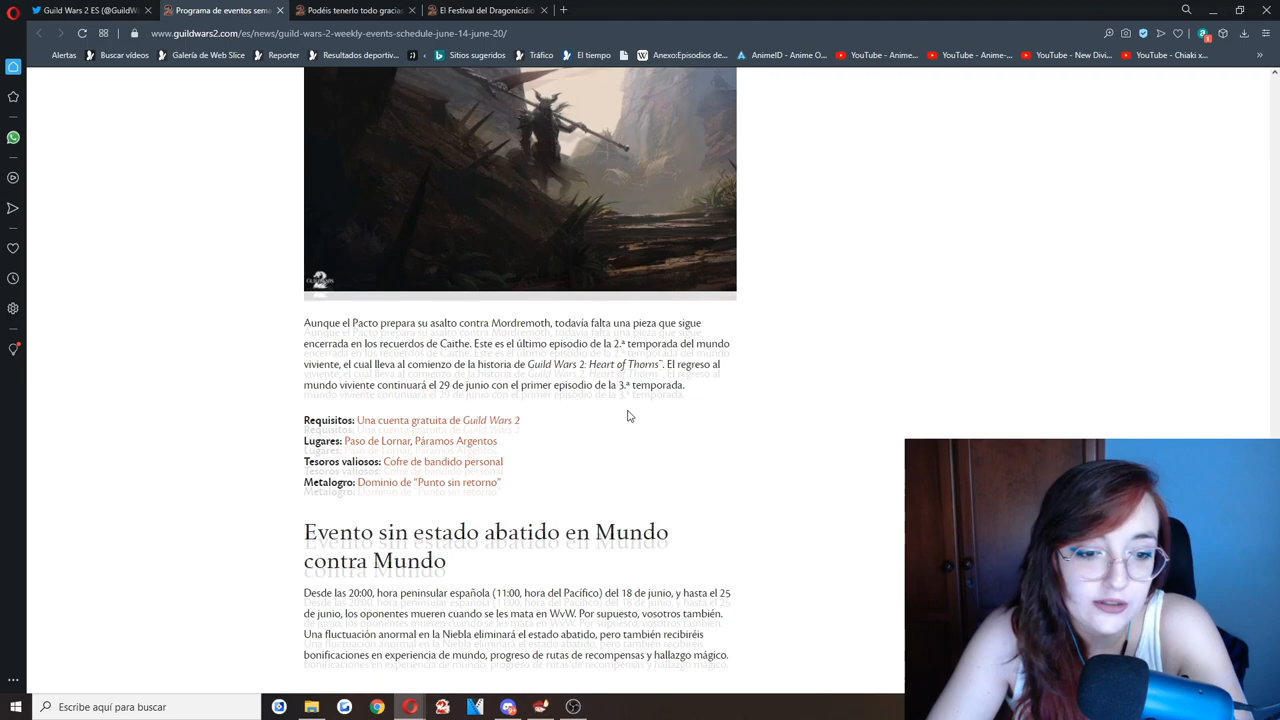 Guild Wars 2 ES (@GuildWa
Programa de eventos sema
Podéis tenerlo todo gracias
El Festival del Dragonicidio
www.guildwars2.com/es/news/guild-wars-2-weekly-events-schedule-june-14-june-20/
Alertas
Buscar vídeos
Galería de Web Slice
Reporter
Resultados deportiv...
Sitios sugeridos
Tráfico
El tiempo
Anexo:Episodios de...
AnimeID - Anime O...
YouTube - Anime...
YouTube - Anime-...
YouTube - New Divi...
YouTube - Chialo x...
Aunque el Pacto prepara su asalto contra Mordremoth, todavía falta una pieza que sigue
encerrada en los recuerdos de Caithe. Este es el último episodio de la 2.ª temporada del mundo
viviente, el cual lleva al comienzo de la historia de Guild Wars 2: Heart of Thorns™. El regreso al
mundo viviente continuará el 29 de junio con el primer episodio de la 3.ª temporada.
Requisitos: Una cuenta gratuita de Guild Wars 2
Lugares: Paso de Lornar, Páramos Argentos
Tesoros valiosos: Cofre de bandido personal
Metalogro: Dominio de “Punto sin retorno”
Evento sin estado abatido en Mundo
contra Mundo
Desde las 20:00, hora peninsular española (11:00, hora del Pacífico) del 18 de junio, y hasta el 25
de junio, los oponentes mueren cuando se les mata en WvW. Por supuesto, vosotros también.
Una fluctuación anormal en la Niebla eliminará el estado abatido, pero también recibiréis
bonificaciones en experiencia de mundo, progreso de rutas de recompensas y hallazgo mágico.
Escribe aquí para buscar